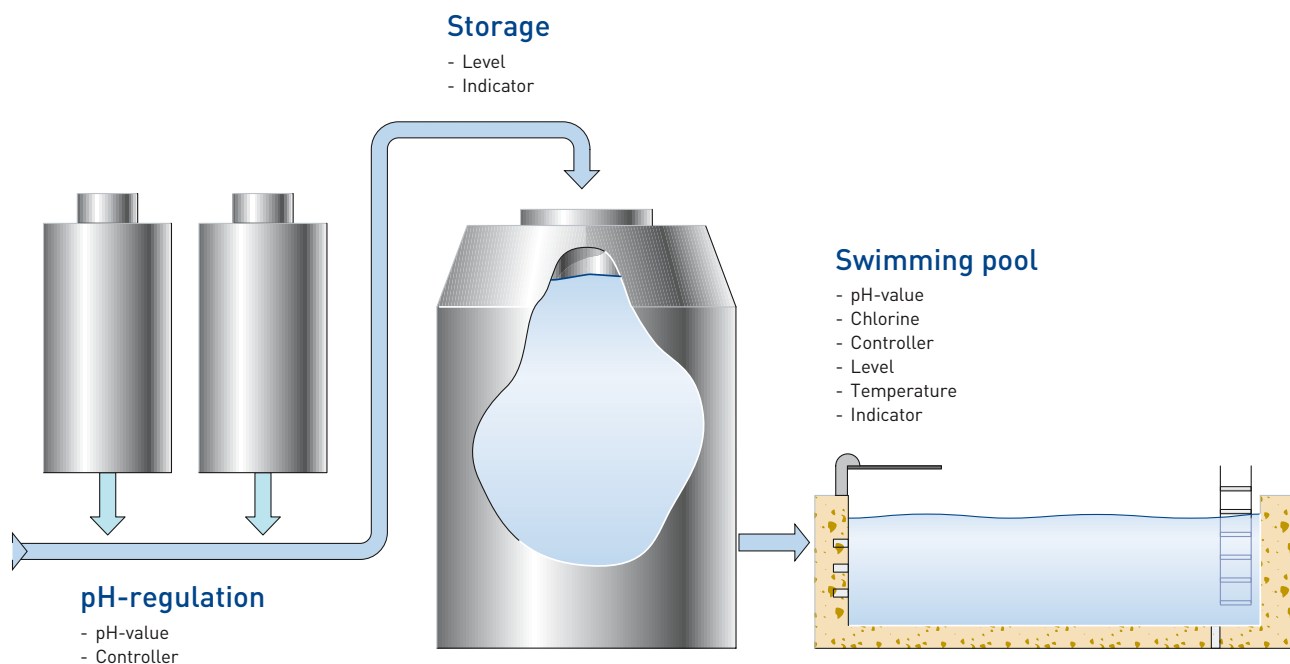 Storage
- Level
- Indicator
Swimming pool
- pH-value
- Chlorine
- Controller
- Level
- Temperature
- Indicator
pH-regulation
- pH-value
- Controller